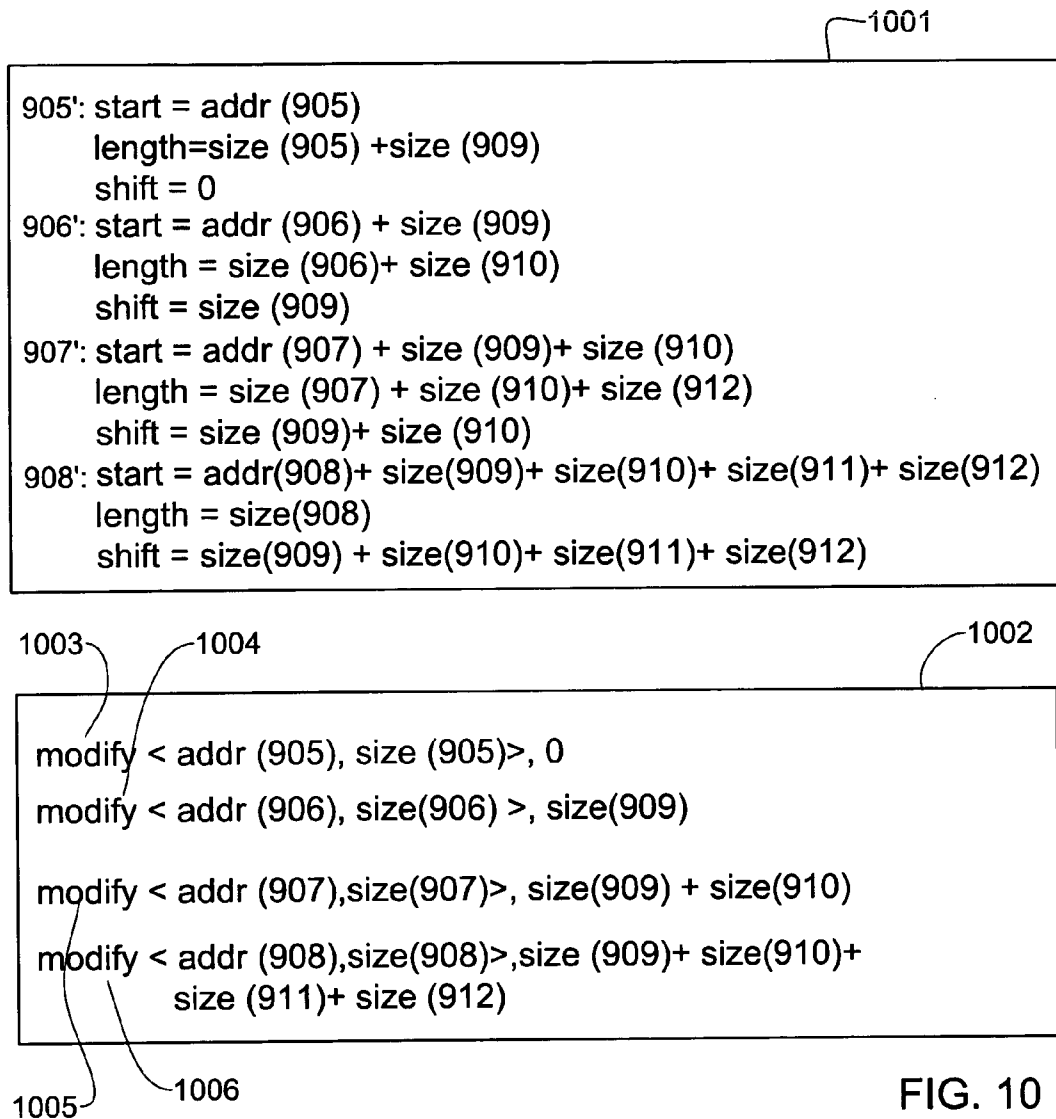 1001
905': start = addr (905)
length=size (905) +size (909)
shift = 0
906': start = addr (906) + size (909)
length = size (906)+ size (910)
shift = size (909)
907': start = addr (907) + size (909)+ size (910)
length = size (907) + size (910)+ size (912)
shift = size (909)+ size (910)
908': start = addr(908)+ size(909)+ size(910)+ size(911)+ size(912)
length = size(908)
shift = size(909) + size(910)+ size(911)+ size(912)
1003 1004 1002
modify < addr (905), size (905)>, 0
modify < addr (906), size(906) >, size(909)
modify < addr (907),size(907)>, size(909) + size(910)
modify < addr (908),size(908)>,size (909)+ size(910)+
size (911)+ size (912)
1005 1006 FIG. 10